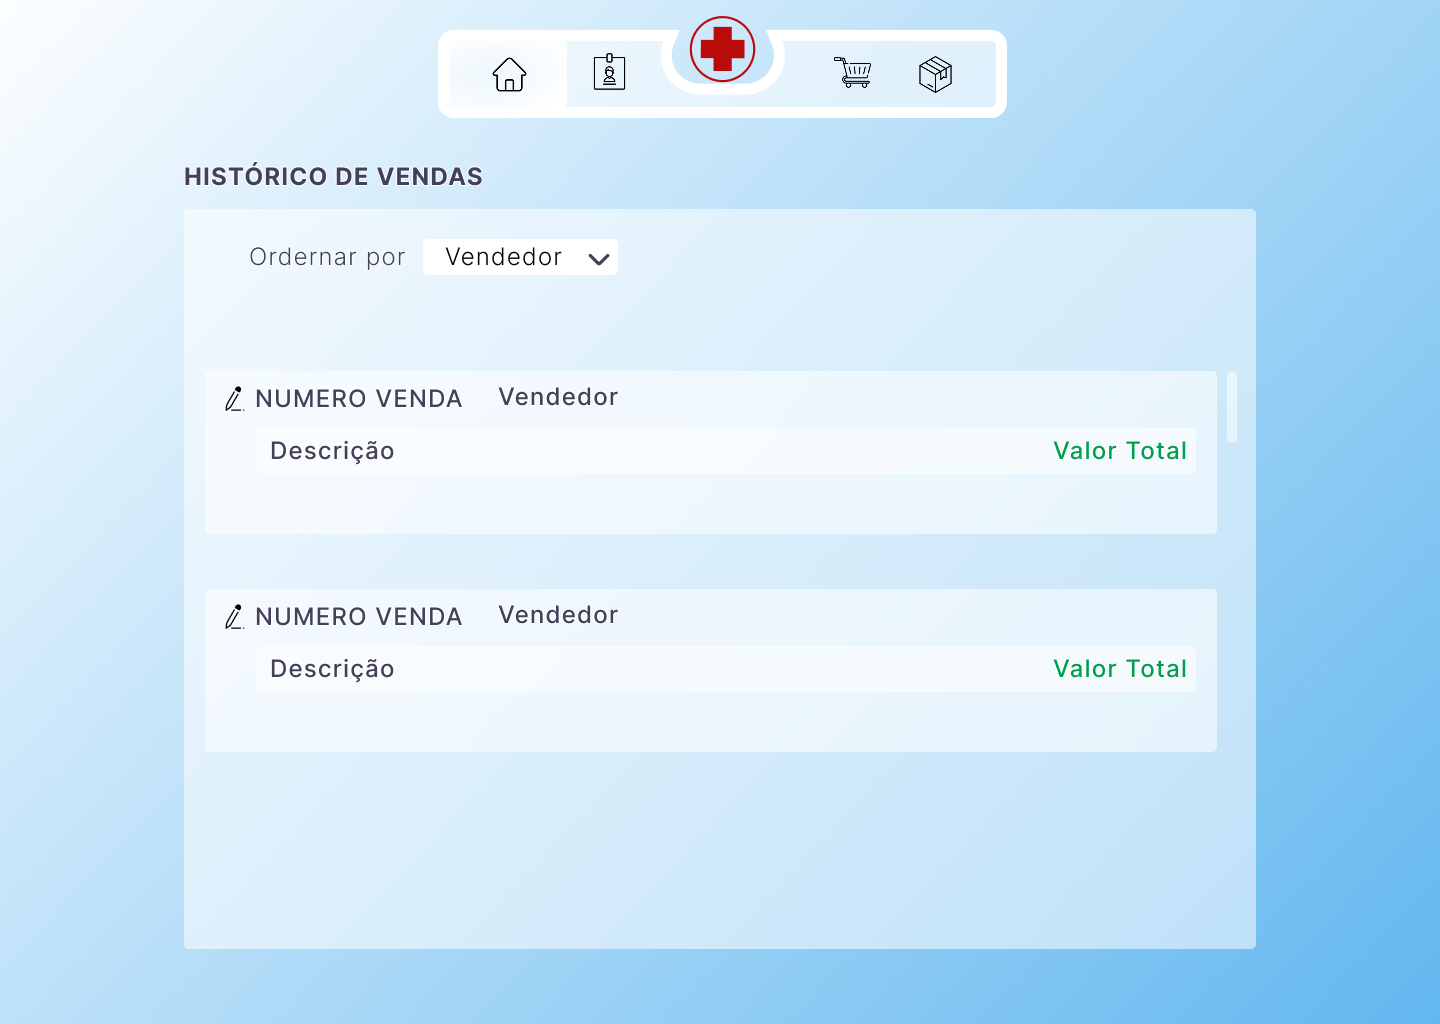 HISTÓRICO DE VENDAS
Ordernar por Vendedor
NUMERO VENDA Vendedor
Descrição Valor Total
NUMERO VENDA Vendedor
Descrição Valor Total